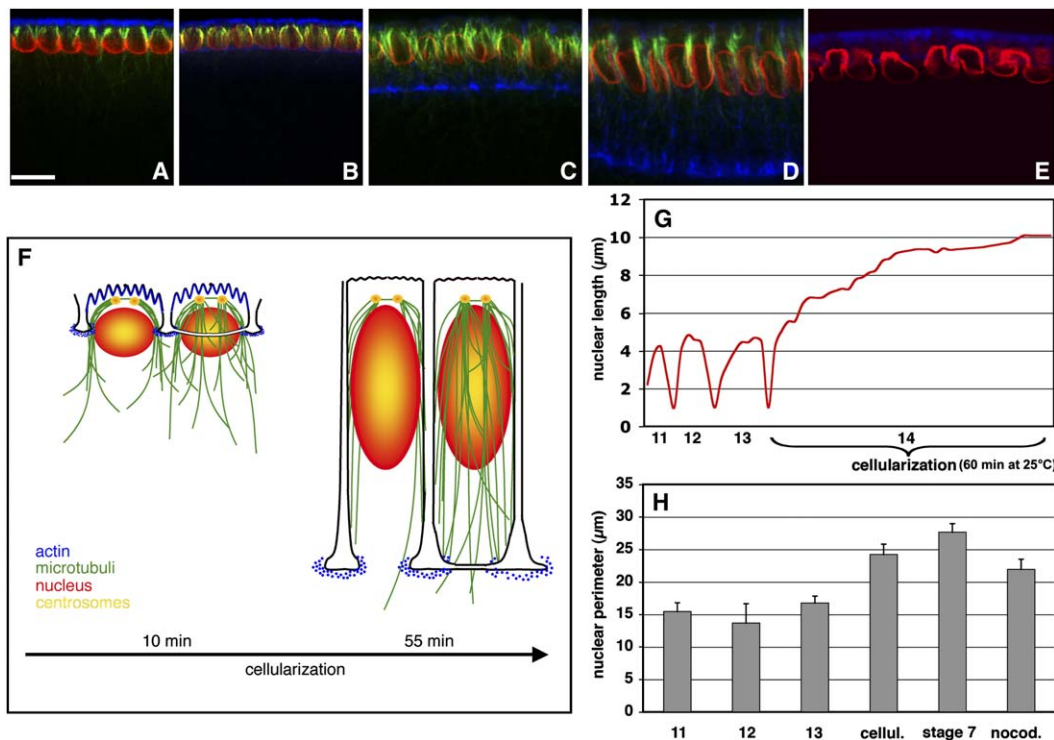 A
B
C
D
E
F
actin
microtubuli
nucleus
centrosomes
10 min
55 min
cellularization
G
nuclear length (µm)
12
10
8
6
4
2
0
11 12 13 14
cellularization (60 min at 25°C)
H
nuclear perimeter (µm)
35
30
25
20
15
10
5
0
11 12 13 cellul. stage 7 nocod.